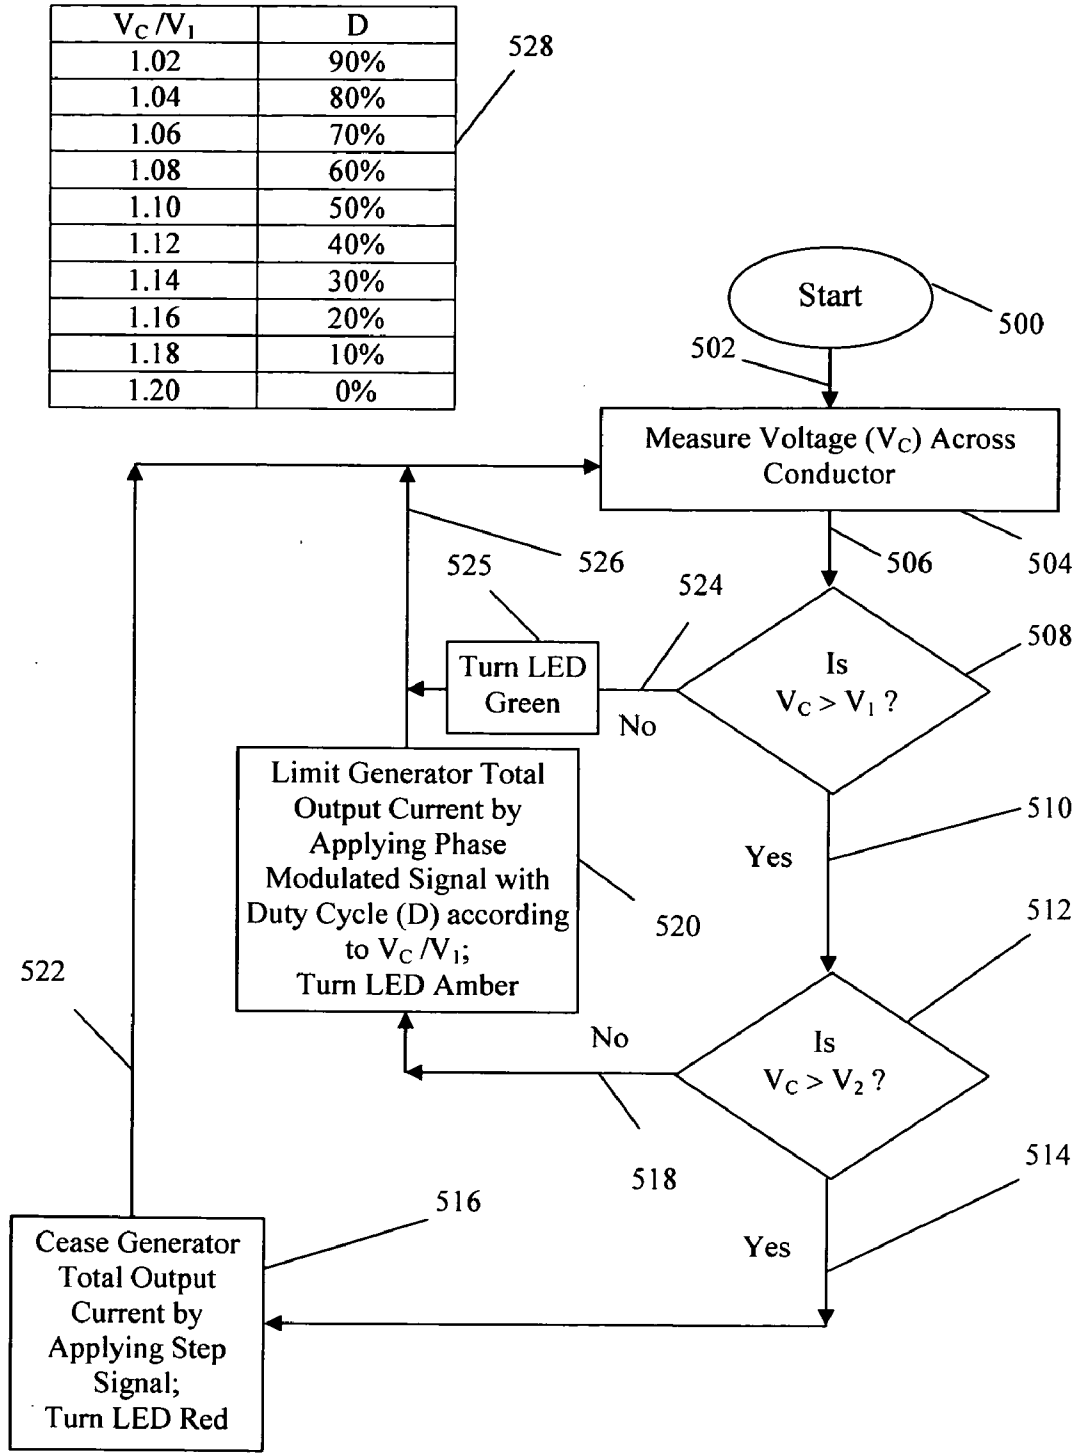 V_C /V_1 D
1.02 90%
1.04 80%
1.06 70%
1.08 60%
1.10 50%
1.12 40%
1.14 30%
1.16 20%
1.18 10%
1.20 0%
528
Start
500
502
Measure Voltage (V_C) Across
Conductor
504
506
526
525
524
508
Turn LED
Green
No
Is
V_C > V_1 ?
510
Yes
Limit Generator Total
Output Current by
Applying Phase
Modulated Signal with
Duty Cycle (D) according
to V_C /V_1;
Turn LED Amber
520
512
522
No
Is
V_C > V_2 ?
518
514
516
Yes
Cease Generator
Total Output
Current by
Applying Step
Signal;
Turn LED Red